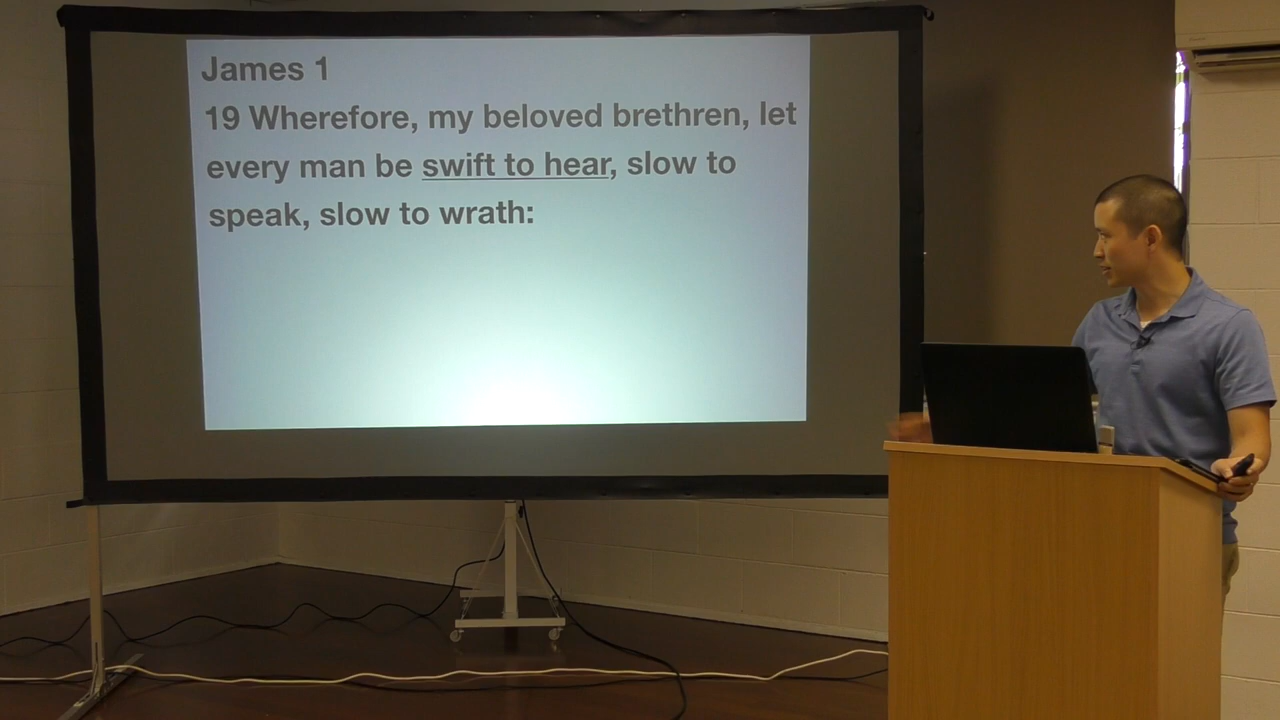 James 1
19 Wherefore, my beloved brethren, let
every man be swift to hear, slow to
speak, slow to wrath: